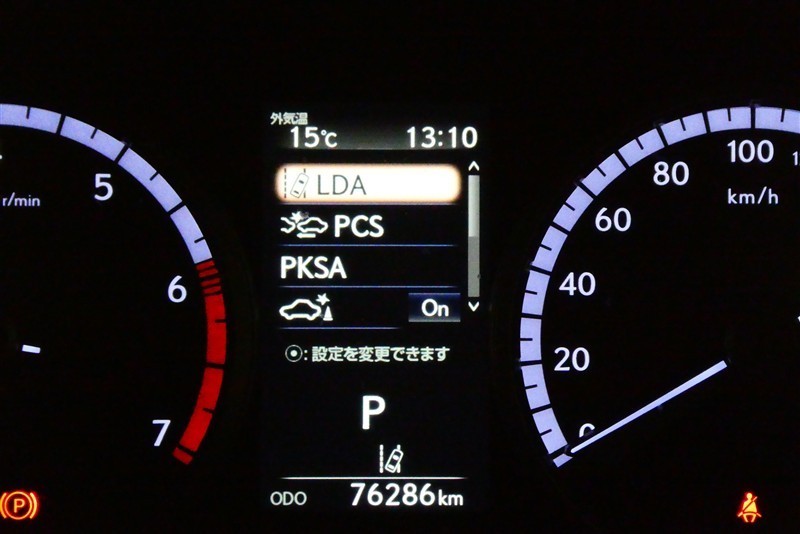 外気温
15℃ 13:10
LDA
PCS
PKSA
On
⦿:設定を変更できます
P
ODO 76286km
r/min
5
6
7
0
20
40
60
80
100
km/h
P